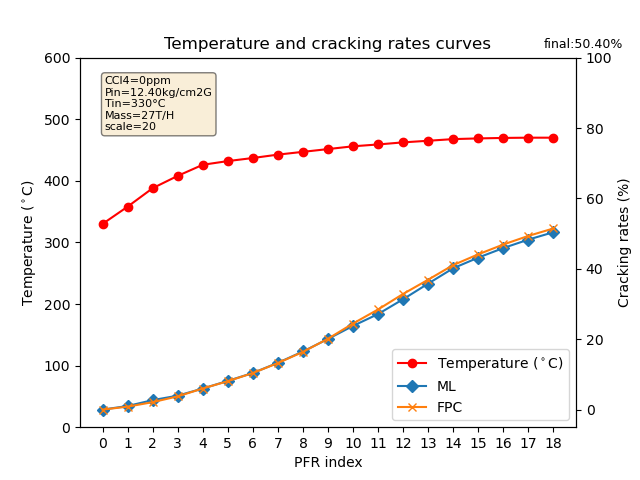 Temperature and cracking rates curves
final:50.40%
CCl4=0ppm
Pin=12.40kg/cm2G
Tin=330°C
Mass=27T/H
scale=20
600
500
400
300
200
100
0
Temperature (°C)
100
80
60
40
20
0
Cracking rates (%)
Temperature (°C)
ML
FPC
0 1 2 3 4 5 6 7 8 9 10 11 12 13 14 15 16 17 18
PFR index